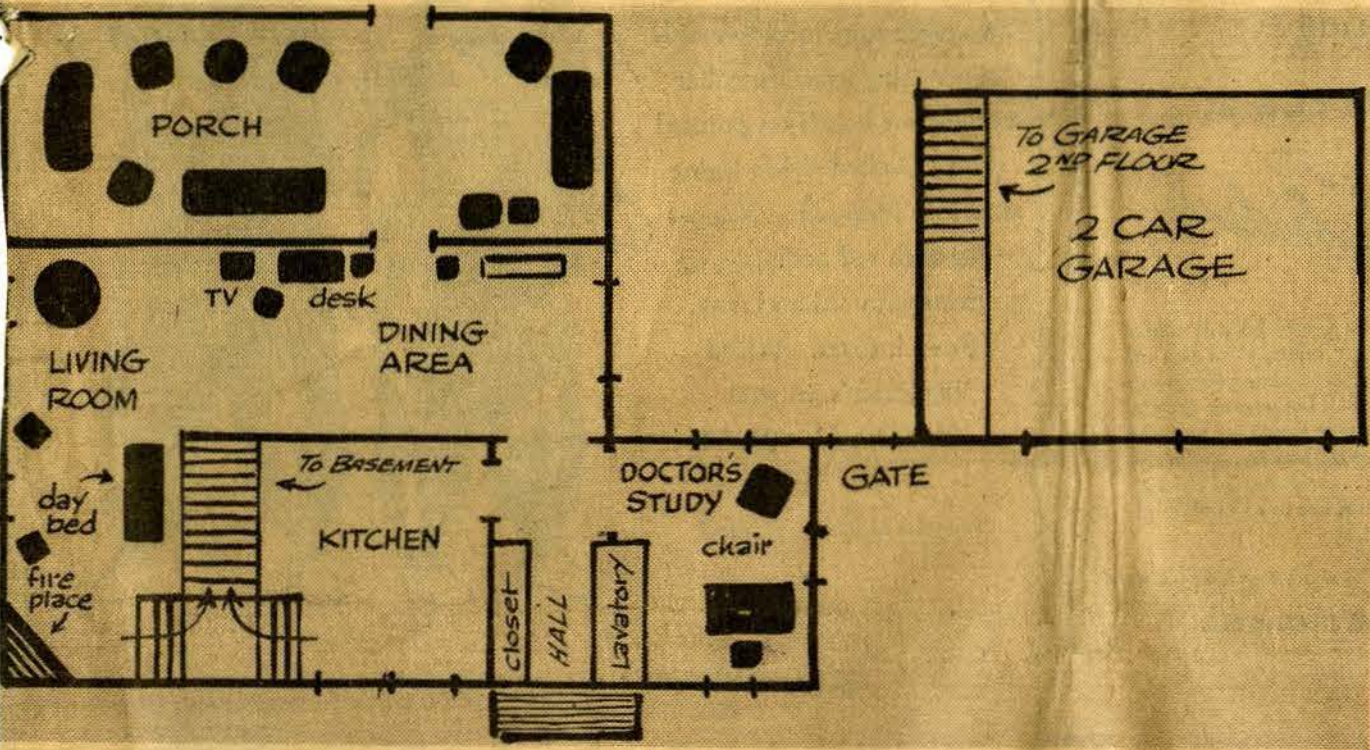 PORCH
TO GARAGE
2ND FLOOR
2 CAR
GARAGE
TV
desk
DINING
AREA
LIVING
ROOM
TO BASEMENT
DOCTOR'S
STUDY
GATE
day
bed
KITCHEN
chair
fire
place
closet
HALL
Lavatory